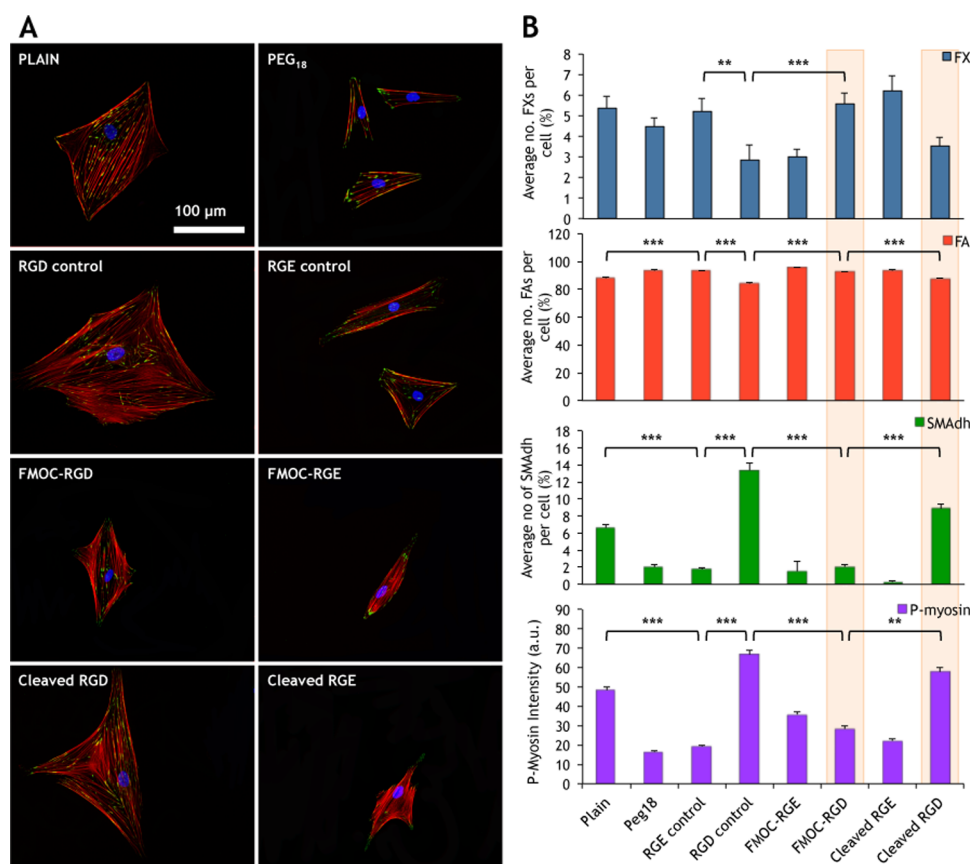 A
PLAIN
100 µm
PEG18
RGD control
RGE control
FMOC-RGD
FMOC-RGE
Cleaved RGD
Cleaved RGE
B
FX
Average no. FXs per
cell (%)
8
7
6
5
4
3
2
1
0
** ***
FA
Average no. FAs per
cell (%)
120
100
80
60
40
20
0
*** *** *** ***
SMAdh
Average no of SMAdh
per cell (%)
18
16
14
12
10
8
6
4
2
0
*** *** *** ***
P-myosin
P-Myosin Intensity (a.u.)
90
80
70
60
50
40
30
20
10
0
*** *** *** **
Plain
Peg18
RGE control
RGD control
FMOC-RGE
FMOC-RGD
Cleaved RGE
Cleaved RGD